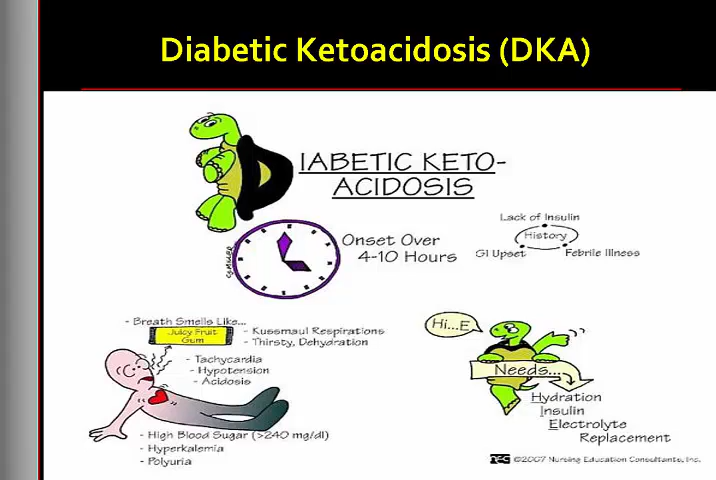 Diabetic Ketoacidosis (DKA)
DIABETIC KETO-
ACIDOSIS
Onset Over
4-10 Hours
Lack of Insulin
History
GI Upset
Febrile Illness
- Breath Smells Like...
Juicy Fruit
Gum
- Kussmaul Respirations
- Thirsty, Dehydration
- Tachycardia
- Hypotension
- Acidosis
- High Blood Sugar (>240 mg/dl)
- Hyperkalemia
- Polyuria
Hi...E
Needs...
Hydration
Insulin
Electrolyte
Replacement
nec ©2007 Nursing Education Consultants, Inc.